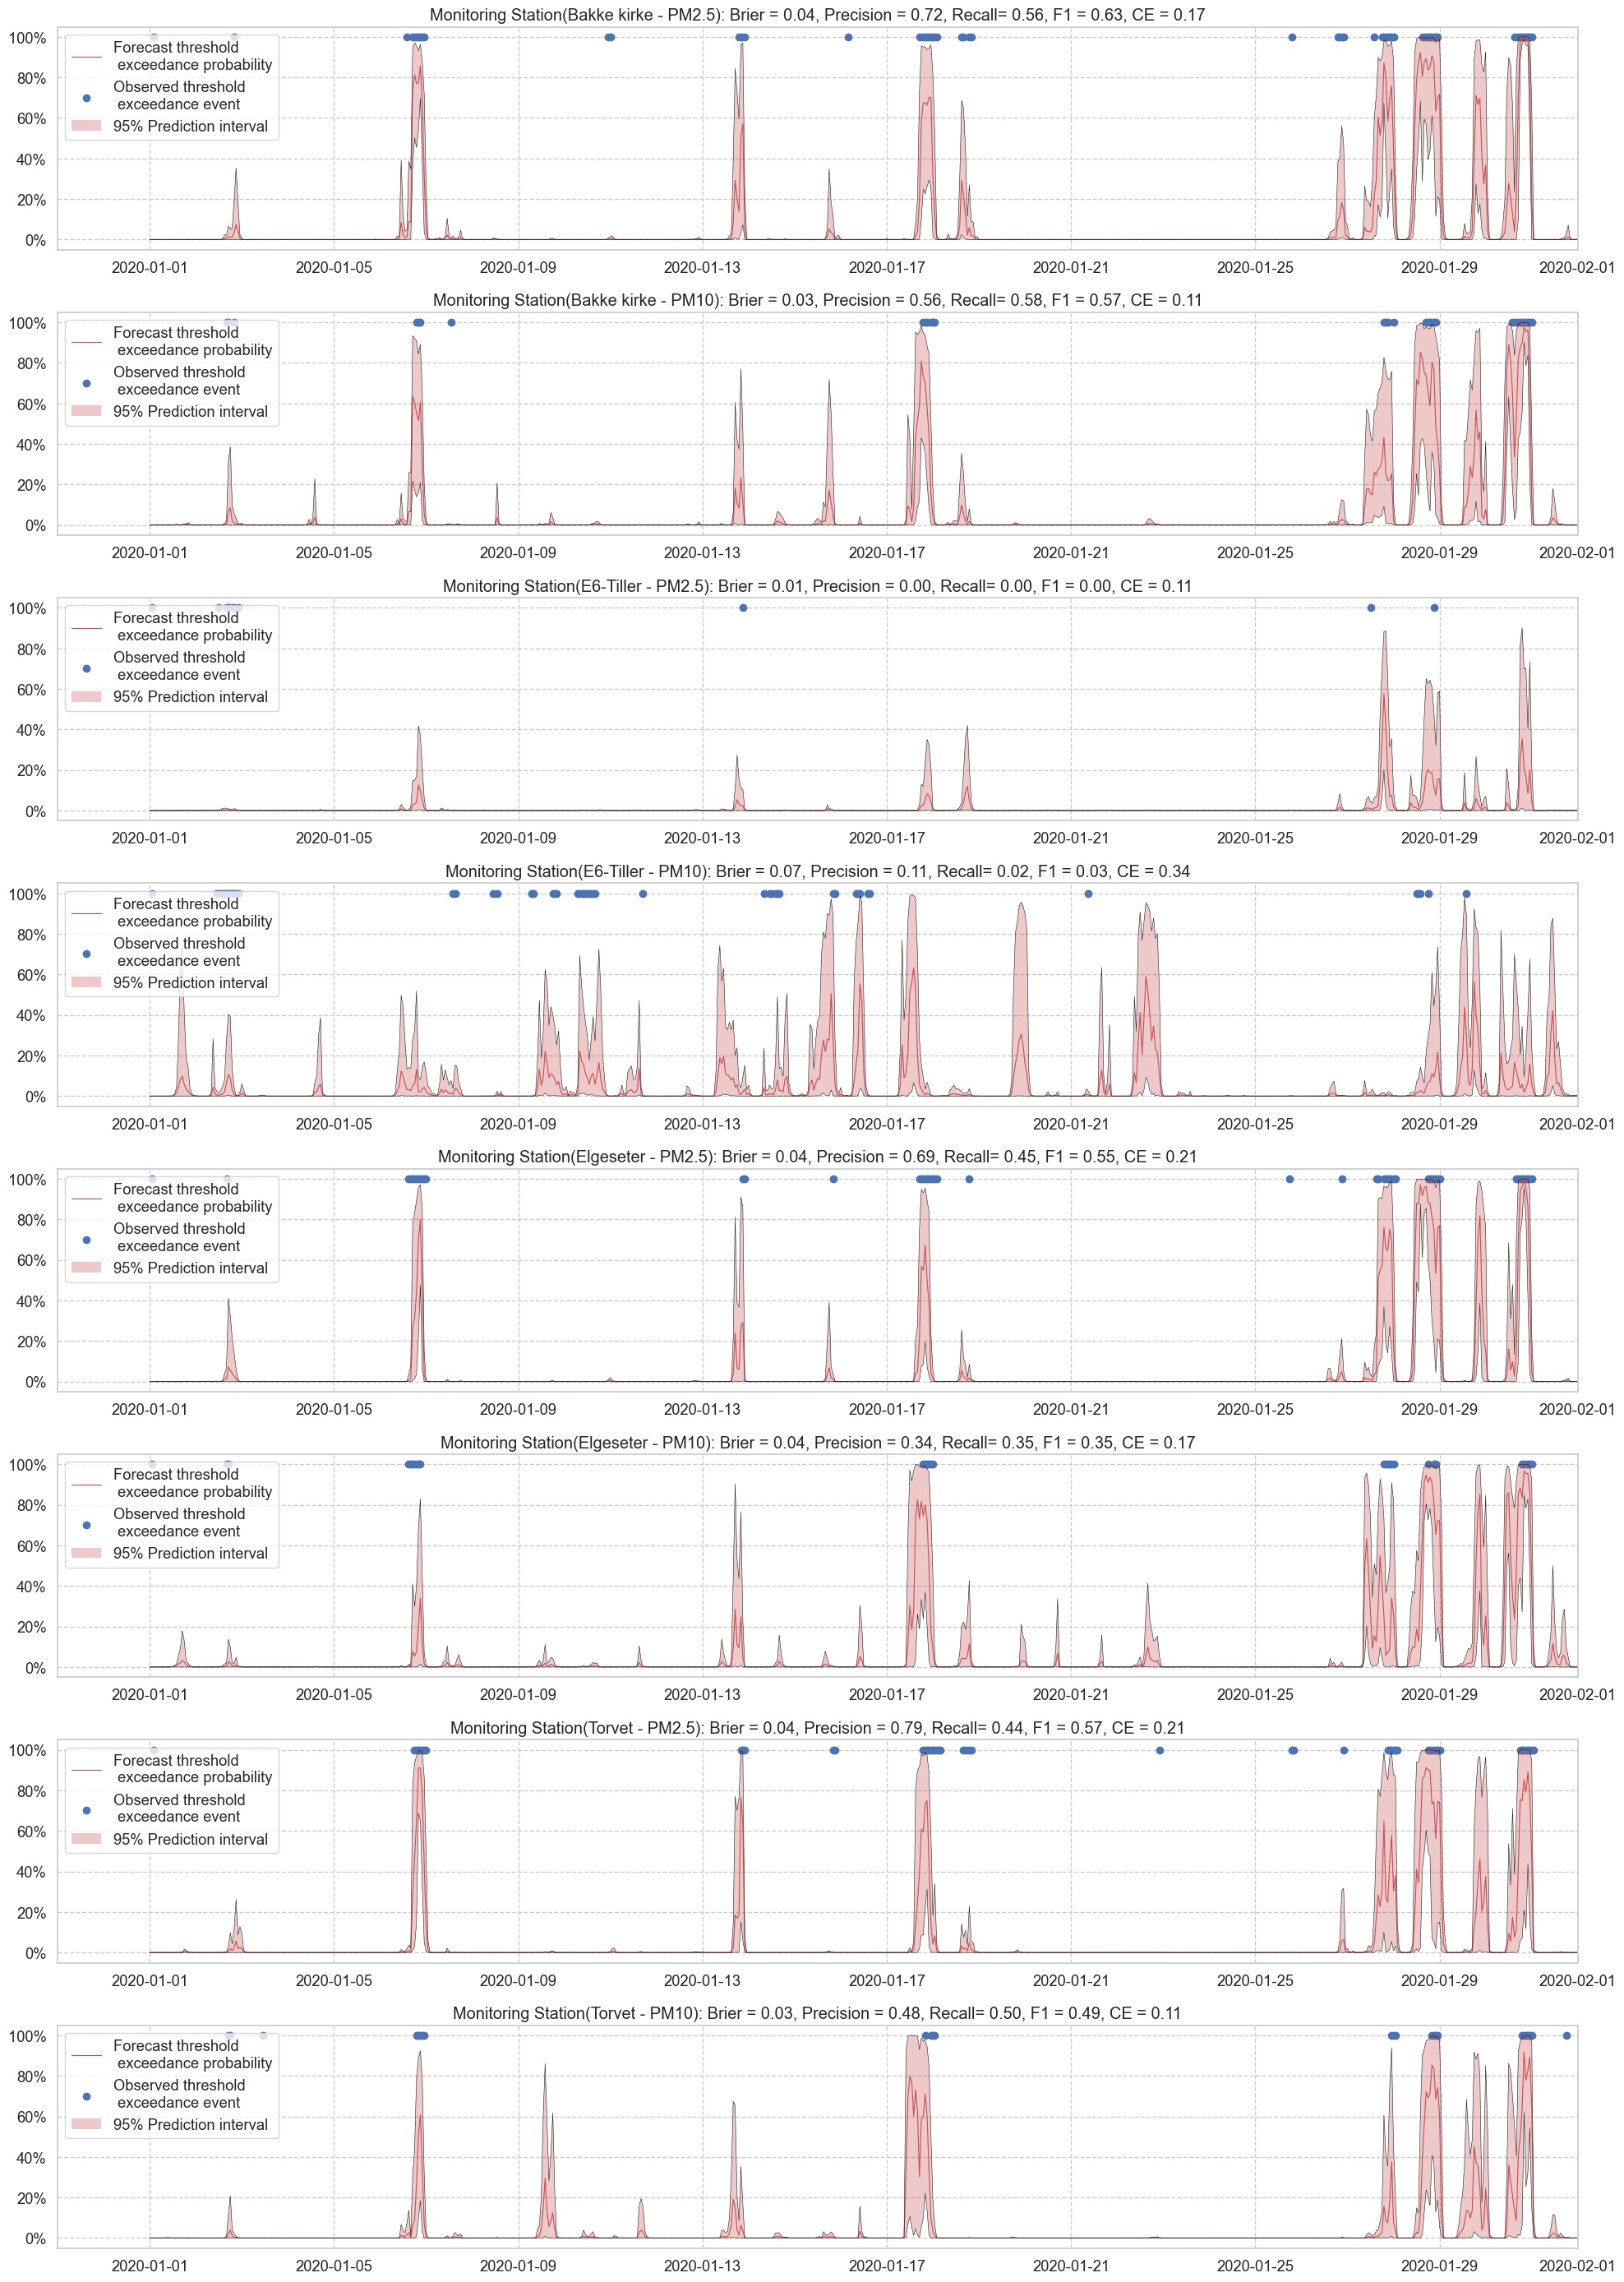 Monitoring Station(Bakke kirke - PM2.5): Brier = 0.04, Precision = 0.72, Recall= 0.56, F1 = 0.63, CE = 0.17
100%
80%
60%
40%
20%
0%
Forecast threshold
exceedance probability
Observed threshold
exceedance event
95% Prediction interval
2020-01-01 2020-01-05 2020-01-09 2020-01-13 2020-01-17 2020-01-21 2020-01-25 2020-01-29 2020-02-01
Monitoring Station(Bakke kirke - PM10): Brier = 0.03, Precision = 0.56, Recall= 0.58, F1 = 0.57, CE = 0.11
100%
80%
60%
40%
20%
0%
Forecast threshold
exceedance probability
Observed threshold
exceedance event
95% Prediction interval
2020-01-01 2020-01-05 2020-01-09 2020-01-13 2020-01-17 2020-01-21 2020-01-25 2020-01-29 2020-02-01
Monitoring Station(E6-Tiller - PM2.5): Brier = 0.01, Precision = 0.00, Recall= 0.00, F1 = 0.00, CE = 0.11
100%
80%
60%
40%
20%
0%
Forecast threshold
exceedance probability
Observed threshold
exceedance event
95% Prediction interval
2020-01-01 2020-01-05 2020-01-09 2020-01-13 2020-01-17 2020-01-21 2020-01-25 2020-01-29 2020-02-01
Monitoring Station(E6-Tiller - PM10): Brier = 0.07, Precision = 0.11, Recall= 0.02, F1 = 0.03, CE = 0.34
100%
80%
60%
40%
20%
0%
Forecast threshold
exceedance probability
Observed threshold
exceedance event
95% Prediction interval
2020-01-01 2020-01-05 2020-01-09 2020-01-13 2020-01-17 2020-01-21 2020-01-25 2020-01-29 2020-02-01
Monitoring Station(Elgeseter - PM2.5): Brier = 0.04, Precision = 0.69, Recall= 0.45, F1 = 0.55, CE = 0.21
100%
80%
60%
40%
20%
0%
Forecast threshold
exceedance probability
Observed threshold
exceedance event
95% Prediction interval
2020-01-01 2020-01-05 2020-01-09 2020-01-13 2020-01-17 2020-01-21 2020-01-25 2020-01-29 2020-02-01
Monitoring Station(Elgeseter - PM10): Brier = 0.04, Precision = 0.34, Recall= 0.35, F1 = 0.35, CE = 0.17
100%
80%
60%
40%
20%
0%
Forecast threshold
exceedance probability
Observed threshold
exceedance event
95% Prediction interval
2020-01-01 2020-01-05 2020-01-09 2020-01-13 2020-01-17 2020-01-21 2020-01-25 2020-01-29 2020-02-01
Monitoring Station(Torvet - PM2.5): Brier = 0.04, Precision = 0.79, Recall= 0.44, F1 = 0.57, CE = 0.21
100%
80%
60%
40%
20%
0%
Forecast threshold
exceedance probability
Observed threshold
exceedance event
95% Prediction interval
2020-01-01 2020-01-05 2020-01-09 2020-01-13 2020-01-17 2020-01-21 2020-01-25 2020-01-29 2020-02-01
Monitoring Station(Torvet - PM10): Brier = 0.03, Precision = 0.48, Recall= 0.50, F1 = 0.49, CE = 0.11
100%
80%
60%
40%
20%
0%
Forecast threshold
exceedance probability
Observed threshold
exceedance event
95% Prediction interval
2020-01-01 2020-01-05 2020-01-09 2020-01-13 2020-01-17 2020-01-21 2020-01-25 2020-01-29 2020-02-01